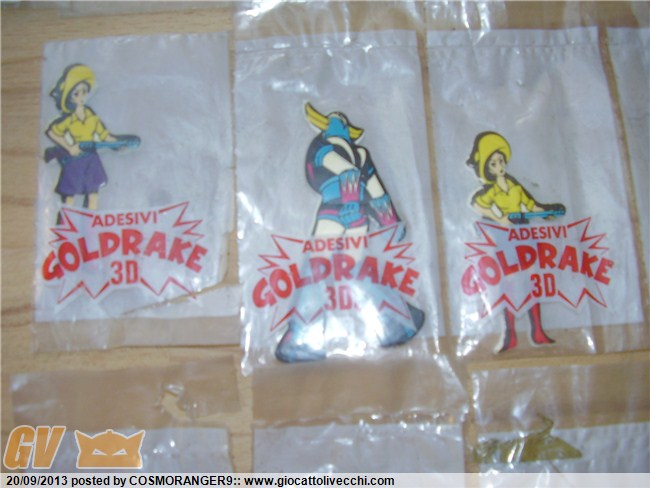 ADESIVI
GOLDRAKE
3D
ADESIVI
GOLDRAKE
3D
ADESIVI
GOLDRAKE
3D
GV
20/09/2013 posted by COSMORANGER9:: www.giocattolivecchi.com